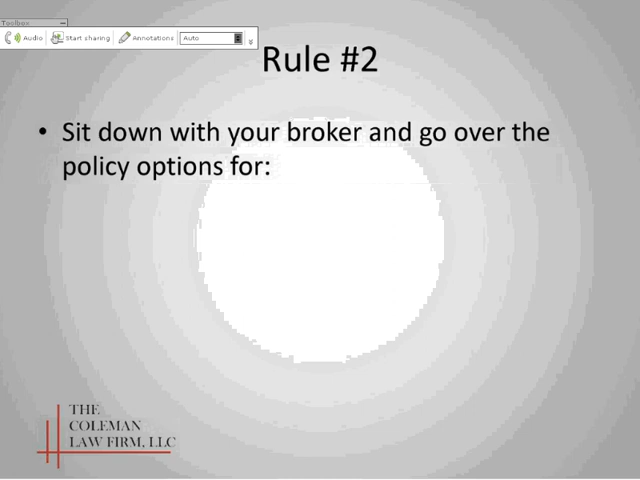 Toolbox
Audio Start sharing Annotations Auto
Rule #2
• Sit down with your broker and go over the
policy options for:
THE
COLEMAN
LAW FIRM, LLC